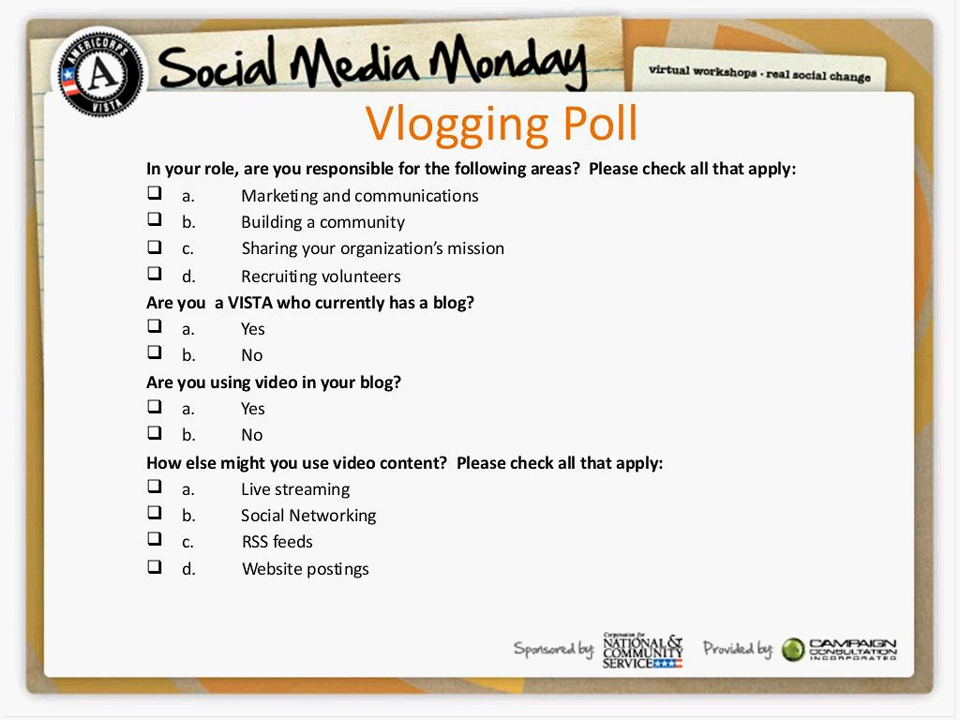 AMERICORPS
A
VISTA
Social Media Monday
virtual workshops · real social change
Vlogging Poll
In your role, are you responsible for the following areas?  Please check all that apply:
❑ a. Marketing and communications
❑ b. Building a community
❑ c. Sharing your organization’s mission
❑ d. Recruiting volunteers
Are you  a VISTA who currently has a blog?
❑ a. Yes
❑ b. No
Are you using video in your blog?
❑ a. Yes
❑ b. No
How else might you use video content?  Please check all that apply:
❑ a. Live streaming
❑ b. Social Networking
❑ c. RSS feeds
❑ d. Website postings
Sponsored by:
Corporation for
NATIONAL &
COMMUNITY
SERVICE
Provided by:
CAMPAIGN
CONSULTATION
INCORPORATED